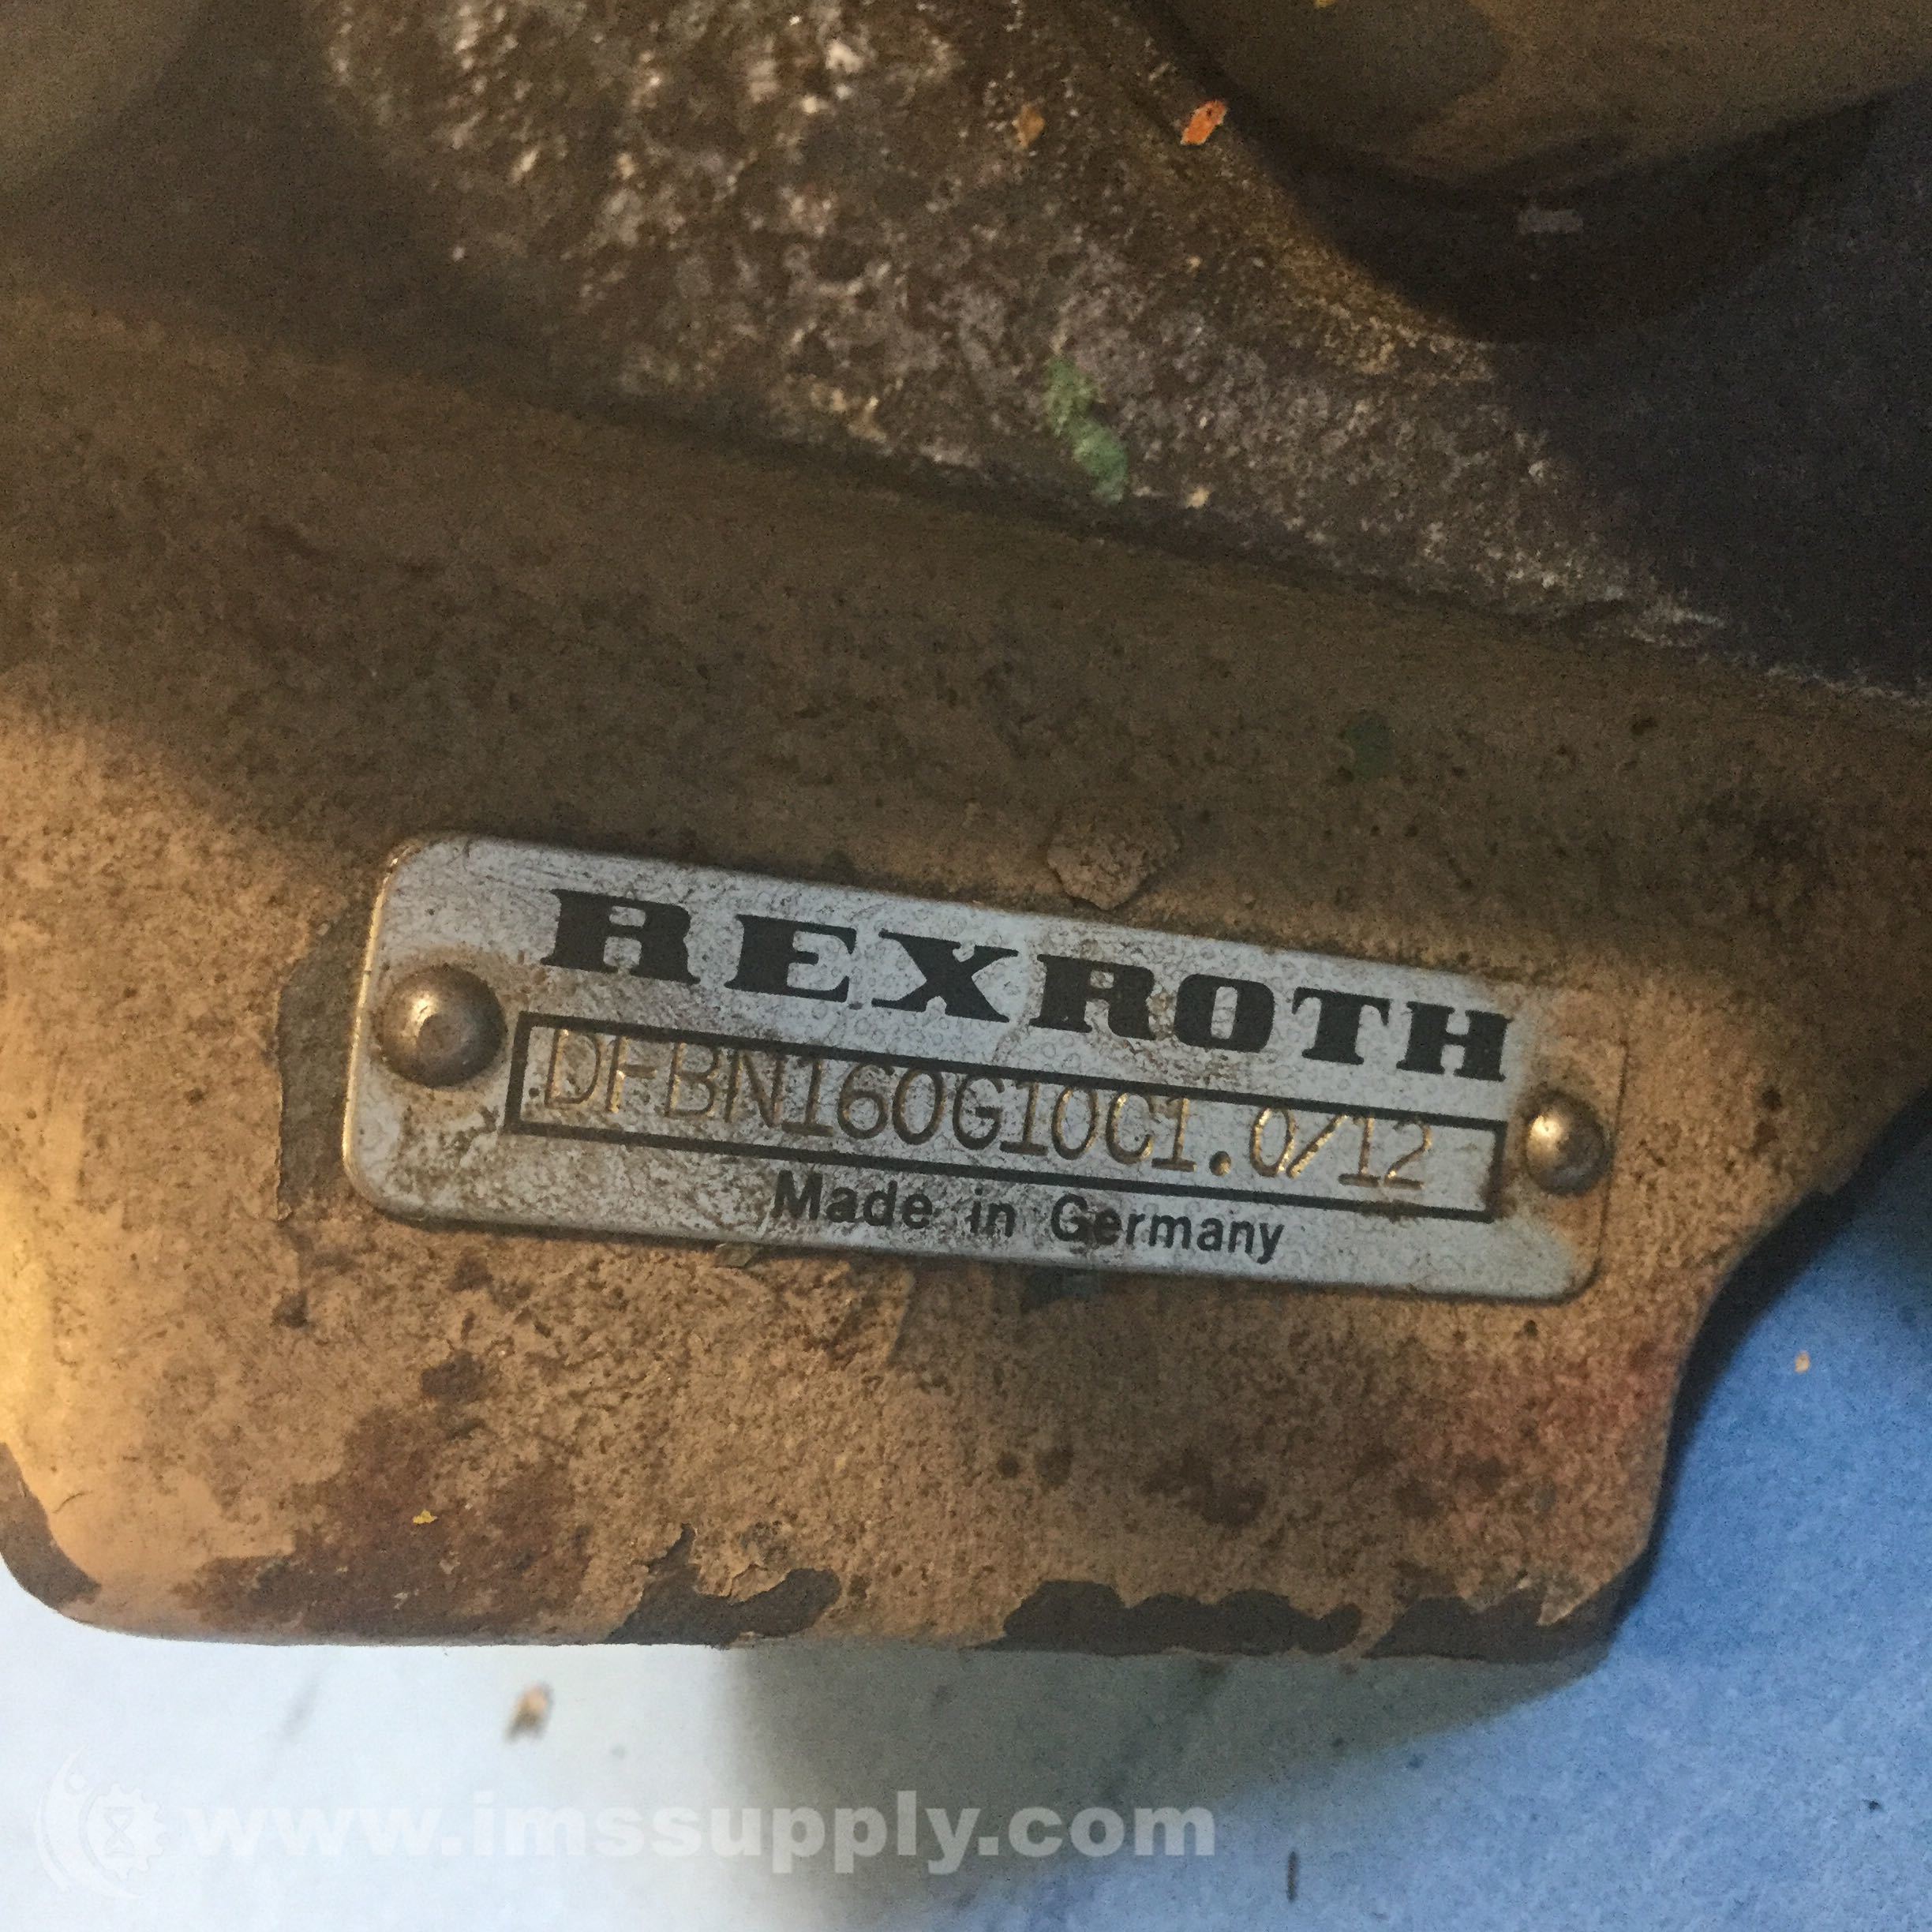 REXROTH
DFBN160G10C1.0/12
Made in Germany
www.imssupply.com